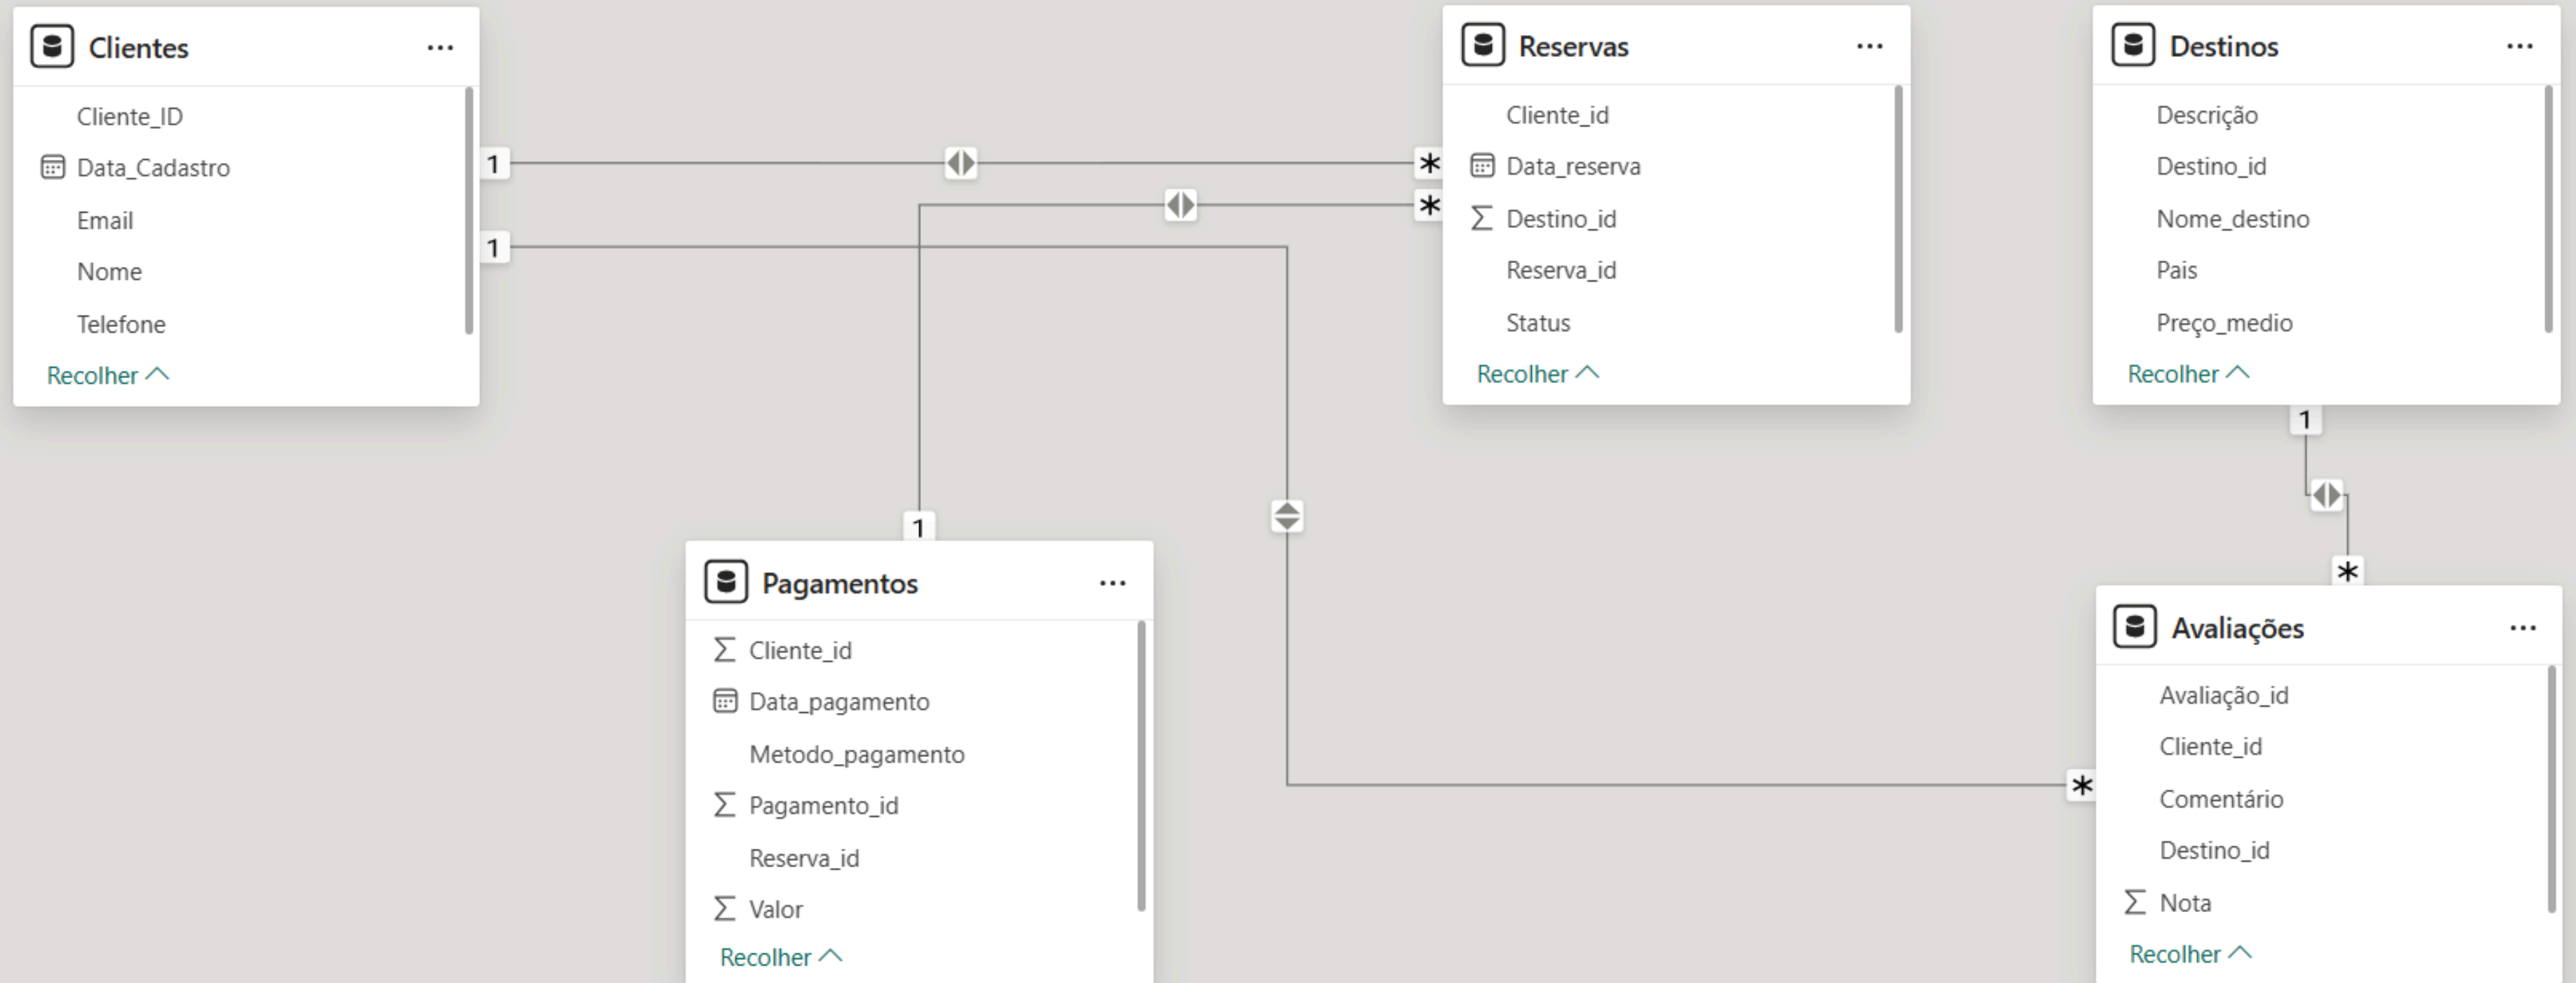 Clientes
Cliente_ID
Data_Cadastro
Email
Nome
Telefone
Recolher
1
1
*
*
Reservas
Cliente_id
Data_reserva
Destino_id
Reserva_id
Status
Recolher
Destinos
Descrição
Destino_id
Nome_destino
Pais
Preço_medio
Recolher
1
*
1
Pagamentos
Cliente_id
Data_pagamento
Metodo_pagamento
Pagamento_id
Reserva_id
Valor
Recolher
*
Avaliações
Avaliação_id
Cliente_id
Comentário
Destino_id
Nota
Recolher